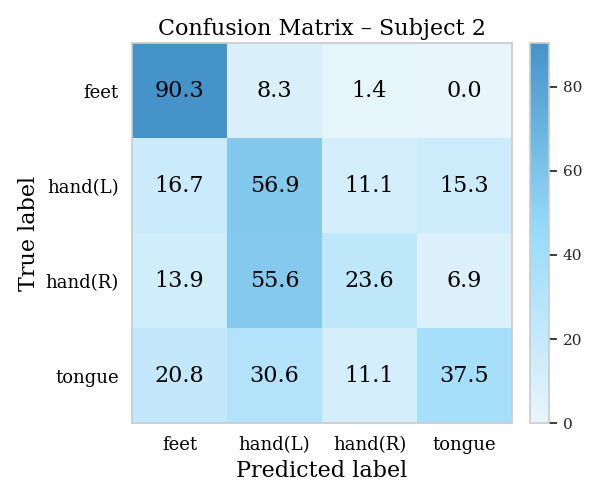 Confusion Matrix – Subject 2
feet 90.3 8.3 1.4 0.0
hand(L) 16.7 56.9 11.1 15.3
hand(R) 13.9 55.6 23.6 6.9
tongue 20.8 30.6 11.1 37.5
feet hand(L) hand(R) tongue
Predicted label
True label
80
60
40
20
0